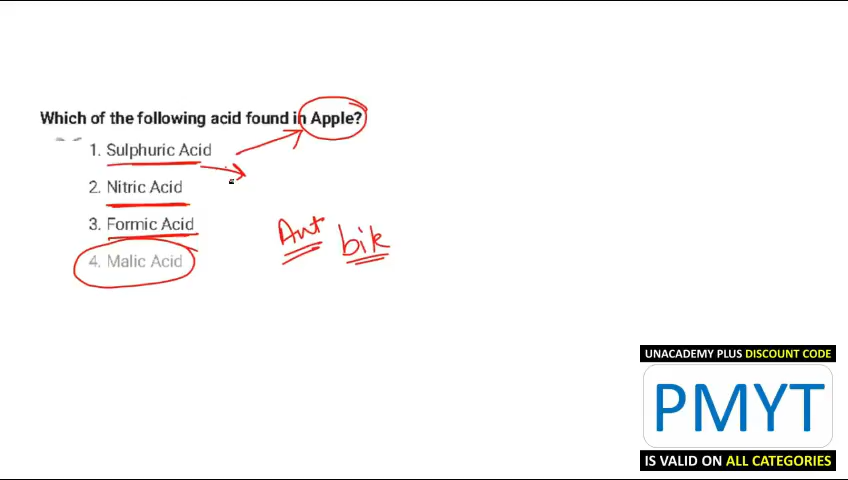 Which of the following acid found in Apple?
1. Sulphuric Acid
2. Nitric Acid
3. Formic Acid
4. Malic Acid
Ant bik
UNACADEMY PLUS DISCOUNT CODE
PMYT
IS VALID ON ALL CATEGORIES